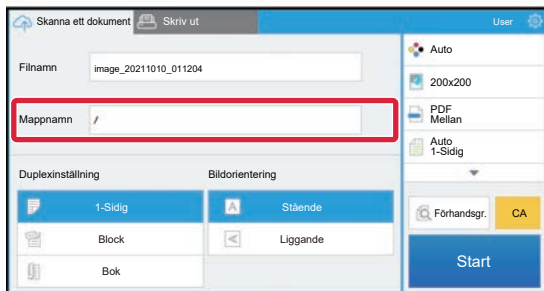 Skanna ett dokument Skriv ut User
Filnamn image_20211010_011204
Mappnamn /
Duplexinställning Bildorientering
1-Sidig A Stående
Block Liggande
Bok
Auto
200x200
PDF
Mellan
Auto
1-Sidig
Förhandsgr. CA
Start